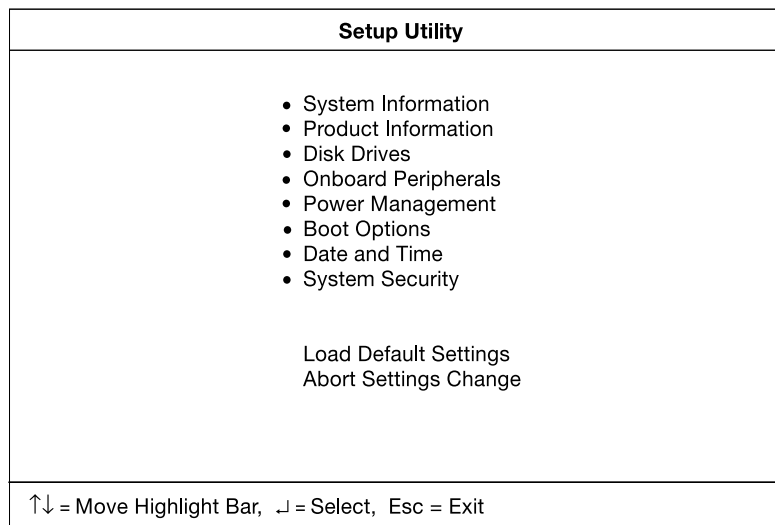 Setup Utility
• System Information
• Product Information
• Disk Drives
• Onboard Peripherals
• Power Management
• Boot Options
• Date and Time
• System Security
Load Default Settings
Abort Settings Change
↑↓ = Move Highlight Bar, ↵ = Select, Esc = Exit